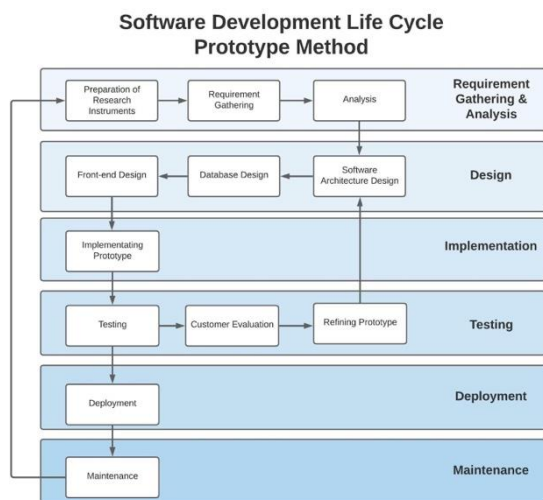 Software Development Life Cycle
Prototype Method
Preparation of
Research
Instruments
Requirement
Gathering
Analysis
Requirement
Gathering &
Analysis
Front-end Design
Database Design
Software
Architecture Design
Design
Implementating
Prototype
Implementation
Testing
Customer Evaluation
Refining Prototype
Testing
Deployment
Deployment
Maintenance
Maintenance